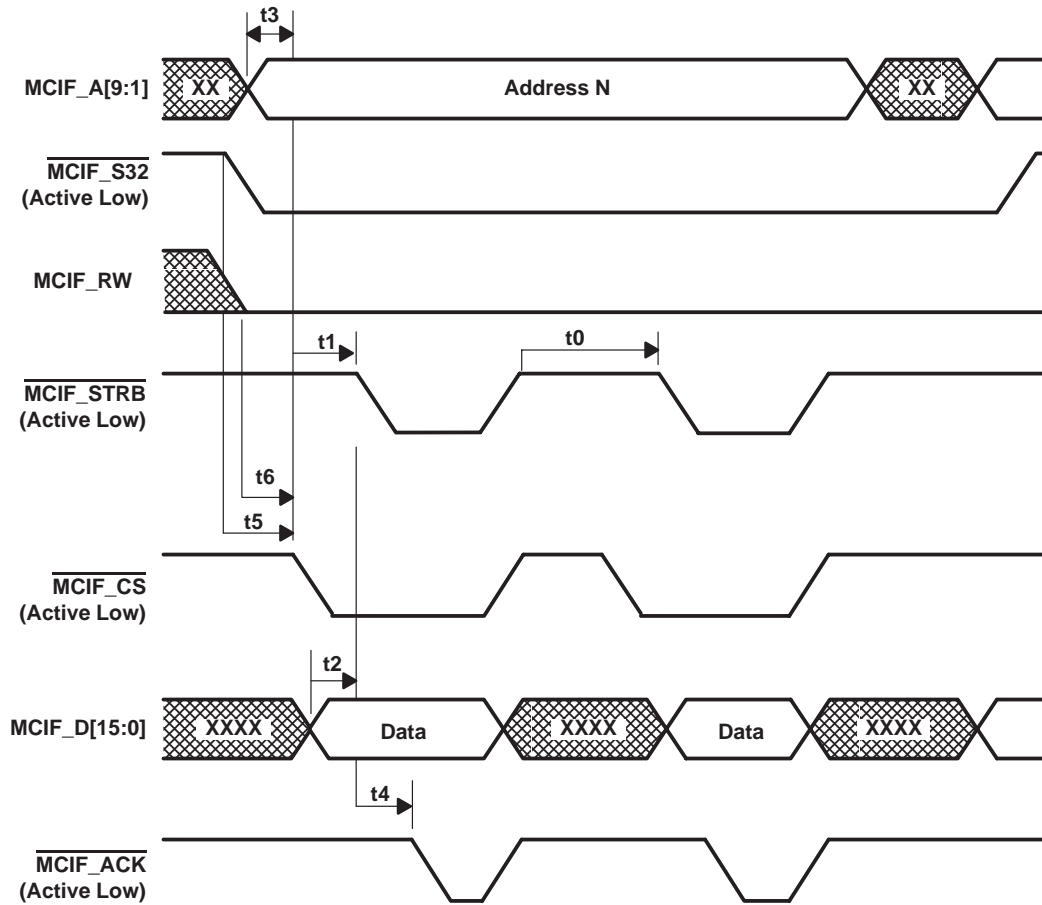 t3
MCIF_A[9:1]
XX
Address N
XX
MCIF_S32
(Active Low)
MCIF_RW
t1
t0
MCIF_STRB
(Active Low)
t6
t5
MCIF_CS
(Active Low)
t2
MCIF_D[15:0]
XXXX
Data
XXXX
Data
XXXX
t4
MCIF_ACK
(Active Low)